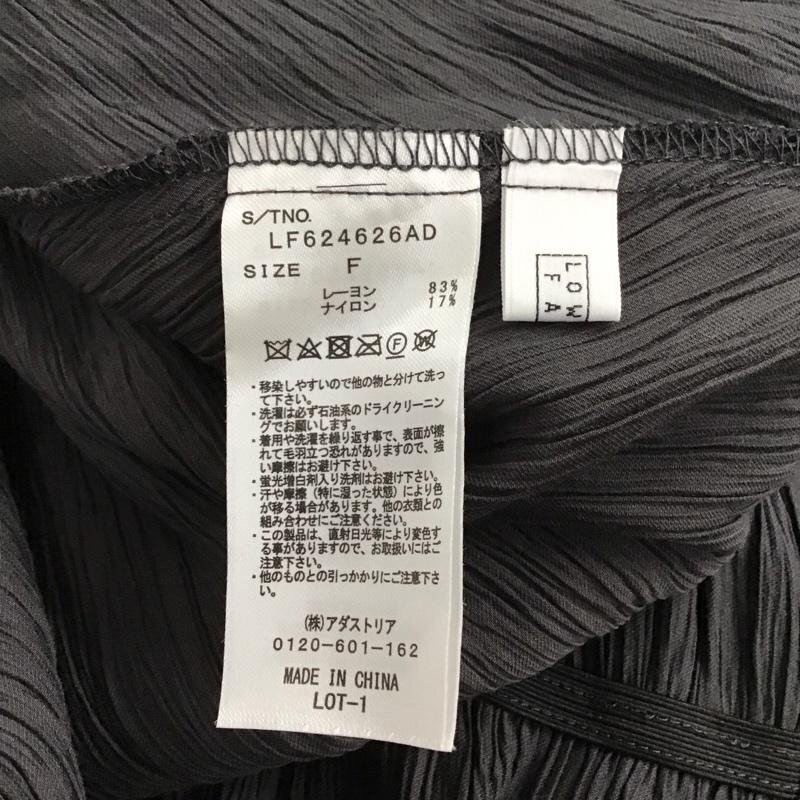 S/TNO.
LF624626AD
SIZE F
レーヨン 83%
ナイロン 17%
F
W
・移染しやすいので他の物と分けて洗っ
て下さい。
・洗濯は必ず石油系のドライクリーニン
グでお願いします。
・着用や洗濯を繰り返す事で、表面が擦
れて毛羽立つ恐れがありますので、強
い摩擦はお避け下さい。
・蛍光増白剤入り洗剤はお避け下さい。
・汗や摩擦（特に湿った状態）により色
が移る場合があります。他の衣類との
組み合わせにご注意ください。
・この製品は、直射日光等により変色す
る事がありますので、お取扱いにはご
注意下さい。
・他のものとの引っかかりにご注意下さ
い。
(株)アダストリア
0120-601-162
MADE IN CHINA
LOT-1
LOW
FA